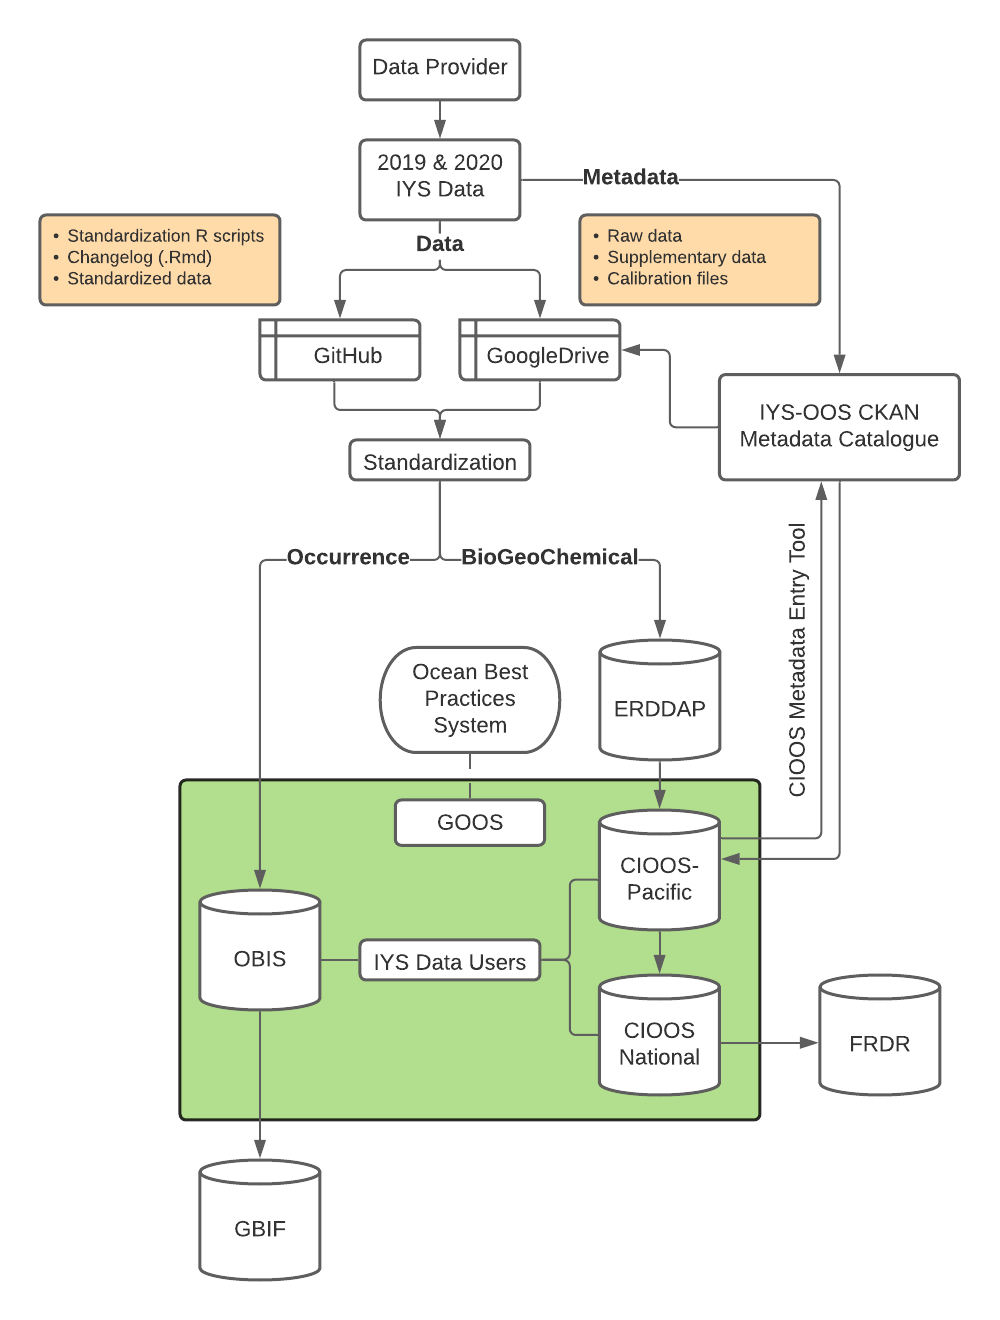 Data Provider
2019 & 2020
IYS Data
Metadata
• Standardization R scripts
• Changelog (.Rmd)
• Standardized data
Data
• Raw data
• Supplementary data
• Calibration files
GitHub
GoogleDrive
IYS-OOS CKAN
Metadata Catalogue
Standardization
Occurrence
BioGeoChemical
CIOOS Metadata Entry Tool
Ocean Best
Practices
System
ERDDAP
GOOS
CIOOS-
Pacific
OBIS
IYS Data Users
CIOOS
National
FRDR
GBIF